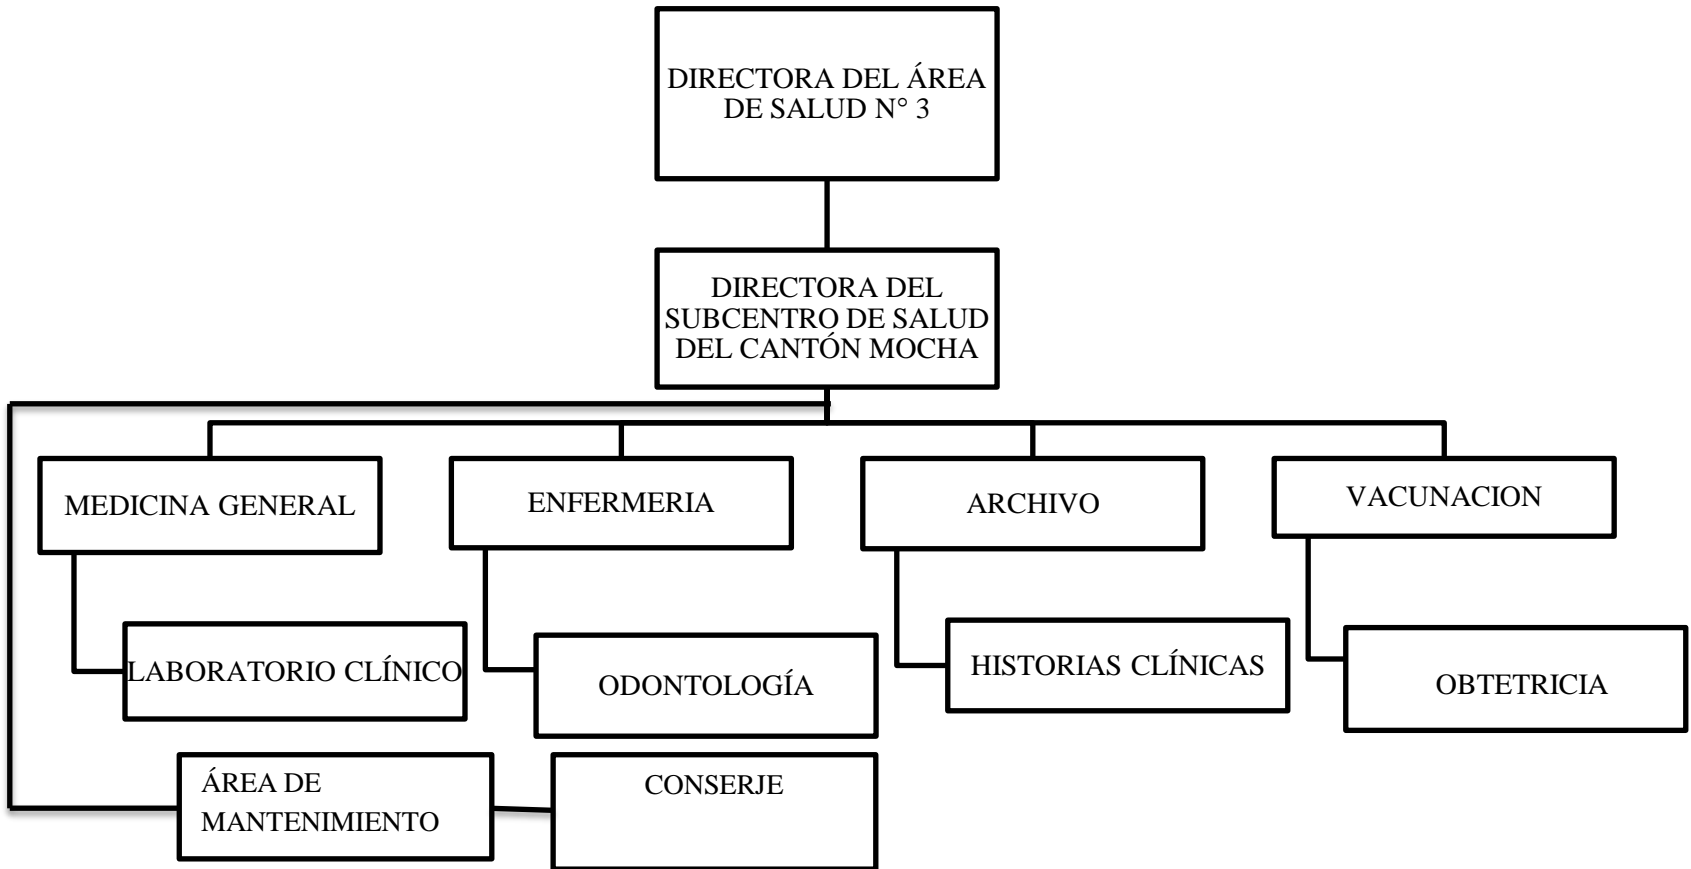 DIRECTORA DEL ÁREA
DE SALUD N° 3
DIRECTORA DEL
SUBCENTRO DE SALUD
DEL CANTÓN MOCHA
MEDICINA GENERAL
ENFERMERIA
ARCHIVO
VACUNACION
LABORATORIO CLÍNICO
ODONTOLOGÍA
HISTORIAS CLÍNICAS
OBTETRICIA
ÁREA DE
MANTENIMIENTO
CONSERJE